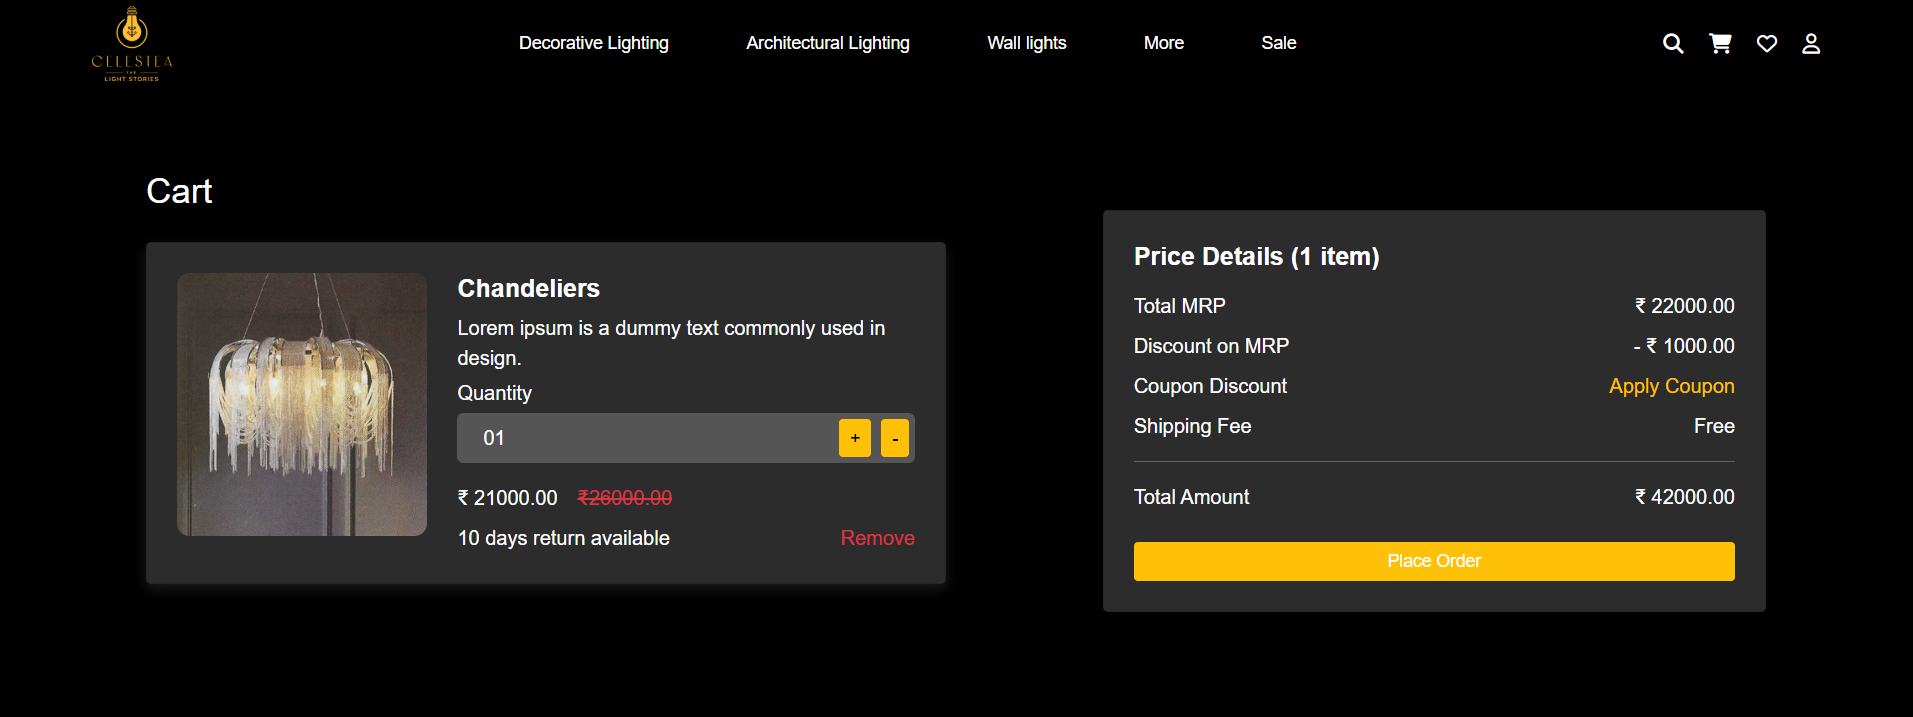 CELESTEA
THE
LIGHT STORIES
Decorative Lighting
Architectural Lighting
Wall lights
More
Sale
Cart
Chandeliers
Lorem ipsum is a dummy text commonly used in
design.
Quantity
01
+
-
₹ 21000.00 ₹26000.00
10 days return available
Remove
Price Details (1 item)
Total MRP ₹ 22000.00
Discount on MRP - ₹ 1000.00
Coupon Discount Apply Coupon
Shipping Fee Free
Total Amount ₹ 42000.00
Place Order